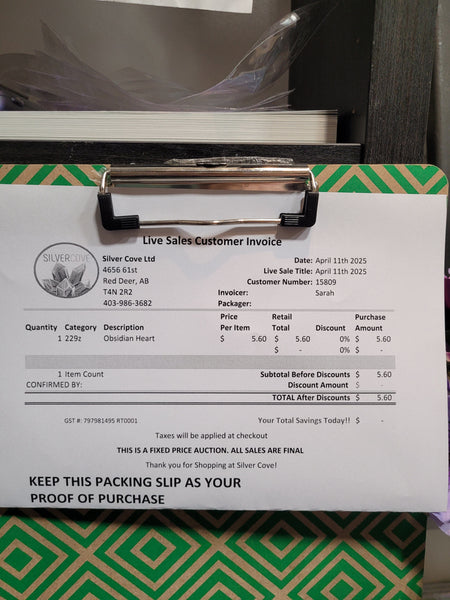 Live Sales Customer Invoice
SILVERCOVE
Silver Cove Ltd
4656 61st
Red Deer, AB
T4N 2R2
403-986-3682
Date: April 11th 2025
Live Sale Title: April 11th 2025
Customer Number: 15809
Invoicer: Sarah
Packager:
Quantity Category Description Price Per Item Retail Total Discount Purchase Amount
1 229z Obsidian Heart $ 5.60 $ 5.60 0% $ 5.60
$ - 0% $ -
1 Item Count Subtotal Before Discounts $ 5.60
CONFIRMED BY: Discount Amount $ -
TOTAL After Discounts $ 5.60
GST #: 797981495 RT0001 Your Total Savings Today!! $ -
Taxes will be applied at checkout
THIS IS A FIXED PRICE AUCTION. ALL SALES ARE FINAL
Thank you for Shopping at Silver Cove!
KEEP THIS PACKING SLIP AS YOUR
PROOF OF PURCHASE